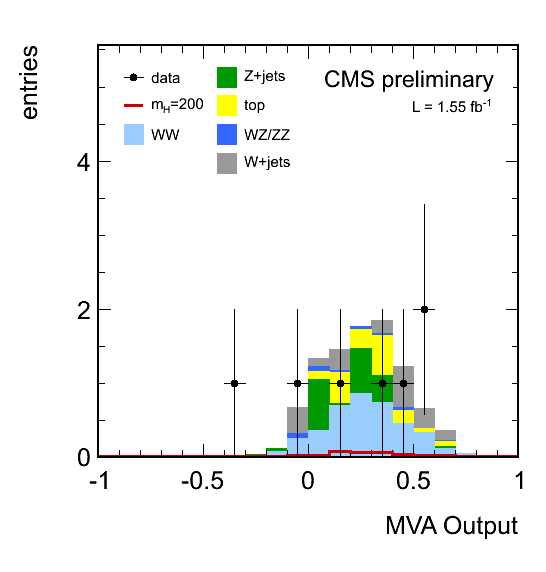 entries
CMS preliminary
L = 1.55 fb⁻¹
data
m_H=200
WW
Z+jets
top
WZ/ZZ
W+jets
4
2
0
-1
-0.5
0
0.5
1
MVA Output